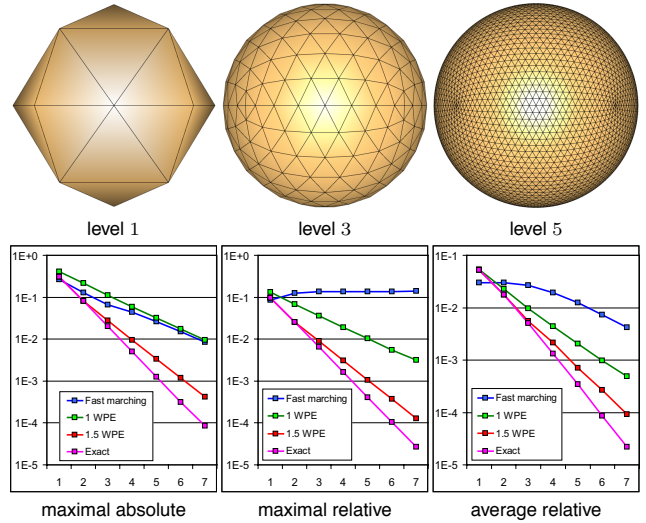 level 1
level 3
level 5
1E+0
1E-1
1E-2
1E-3
1E-4
1E-5
1 2 3 4 5 6 7
Fast marching
1 WPE
1.5 WPE
Exact
maximal absolute
1E+0
1E-1
1E-2
1E-3
1E-4
1E-5
1 2 3 4 5 6 7
Fast marching
1 WPE
1.5 WPE
Exact
maximal relative
1E-1
1E-2
1E-3
1E-4
1E-5
1 2 3 4 5 6 7
Fast marching
1 WPE
1.5 WPE
Exact
average relative